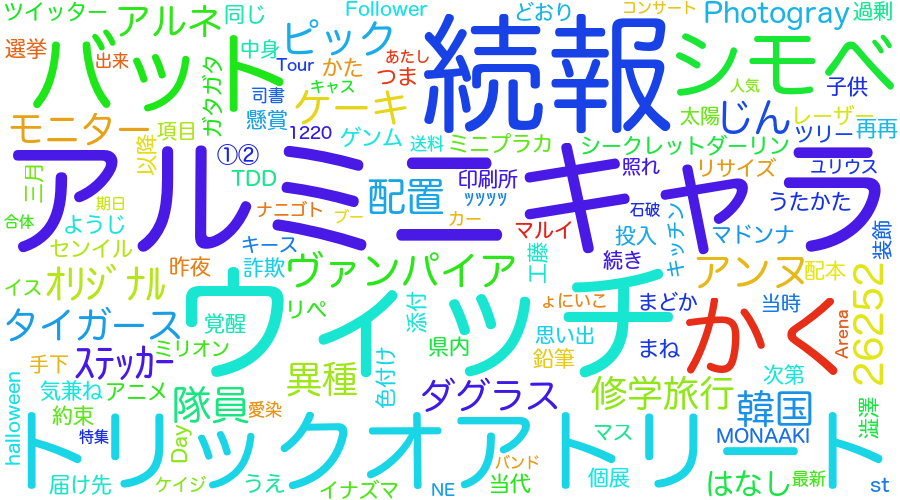 ツイッター
アルネ
同じ
Follower
どおり
コンサート
Photogray
過剰
選挙
出来
バット
中身
ピック
Tour
かた
あたし
つま
続報
シモベ
人気
子供
ガタガタ
司書
キャス
懸賞
ケーキ
モニター
項目
1220
ゲンム
送料
ミニプラカ
シークレットダーリン
太陽
じん
レーザー
ツリー
再再
以降
①②
TDD
アルミニキャラ
三月
期日
合体
ようじ
ナニゴト
配置
印刷所
ッッッッ
ブー
カー
照れ
リサイズ
ユリウス
石破
うたかた
センイル
キース
マルイ
投入
キッチン
マドンナ
装飾
イス
オリジナル
昨夜
詐欺
ヴァンパイア
工藤
続き
アンヌ
配本
タイガース
覚醒
リペ
添付
ウィッチ
ょにいこ
まどか
当時
26252
かく
Arena
ステッカー
ミリオン
県内
思い出
まね
鉛筆
手下
気兼ね
アニメ
異種
色付け
ダグラス
修学旅行
次第
halloween
約束
隊員
愛染
韓国
澁澤
特集
Day
トリックオアトリート
マス
MONAAKI
届け先
ケイジ
うえ
イナズマ
NE
バンド
当代
個展
はなし
最新
st